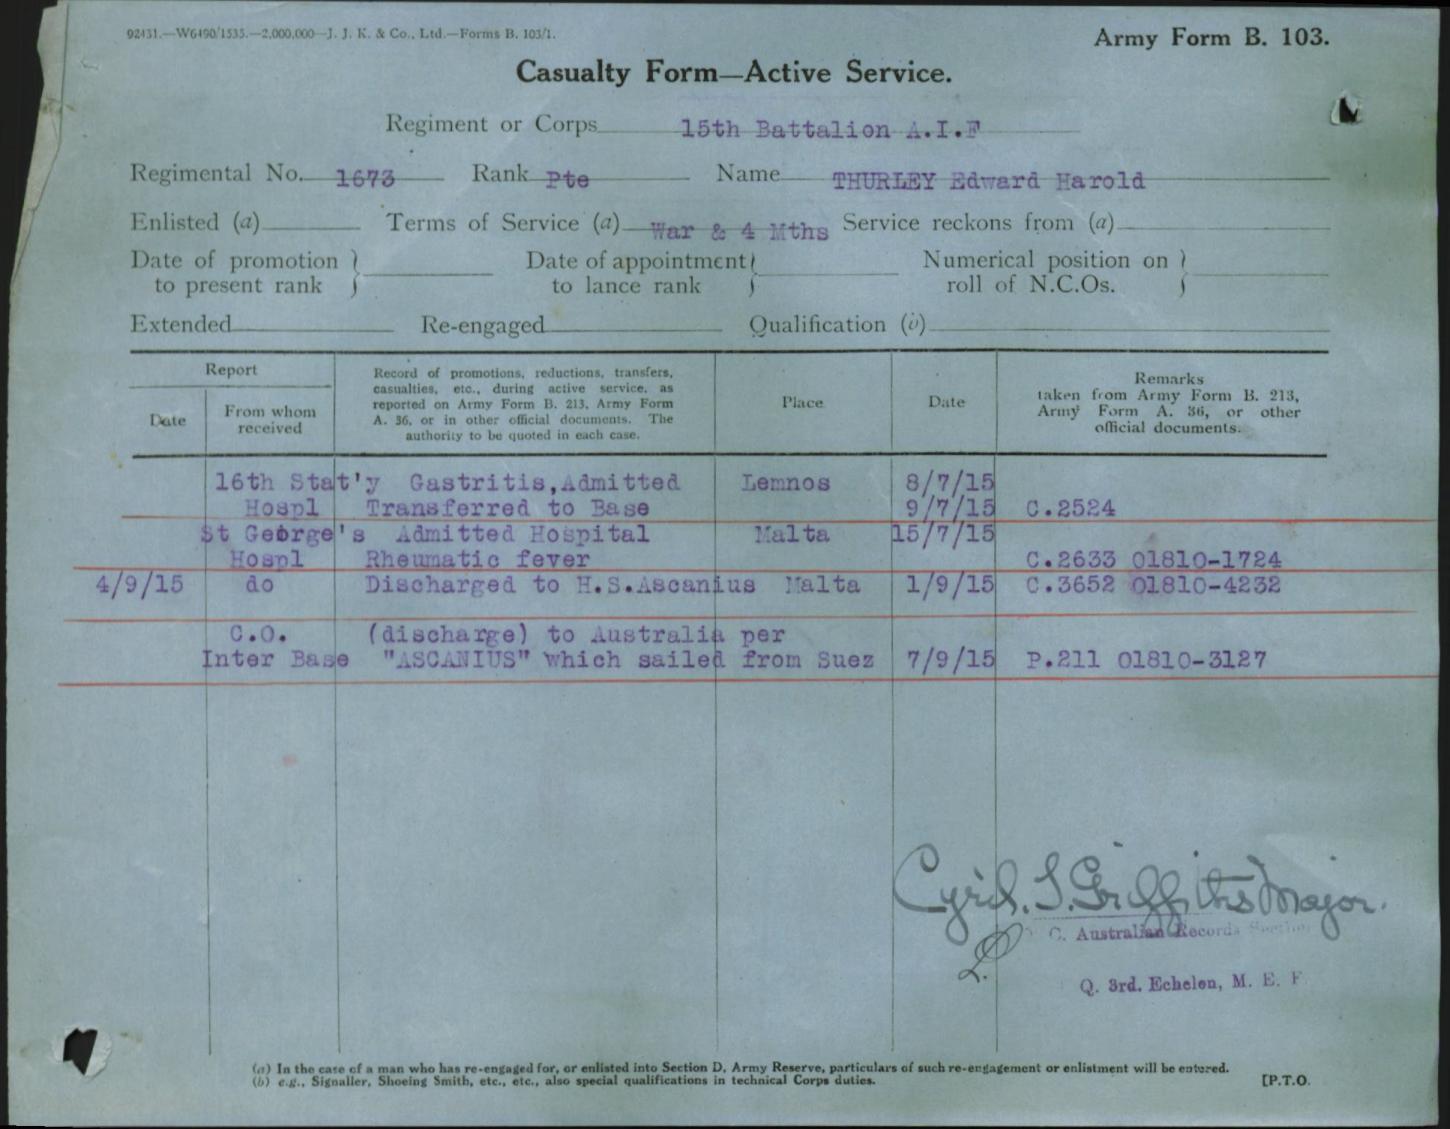 92431.—W6490/1535.—2,000,000—J. J. K. & Co., Ltd.—Forms B. 103/1.
Army Form B. 103.
Casualty Form—Active Service.
Regiment or Corps 15th Battalion A.I.F
Regimental No. 1673 Rank Pte Name THURLEY Edward Harold
Enlisted (a) Terms of Service (a) War & 4 Mths Service reckons from (a)
Date of promotion to present rank } Date of appointment to lance rank } Numerical position on roll of N.C.Os. }
Extended Re-engaged Qualification (b)
Report
Date
From whom received
Record of promotions, reductions, transfers,
casualties, etc., during active service, as
reported on Army Form B. 213, Army Form
A. 36, or in other official documents. The
authority to be quoted in each case.
Place
Date
Remarks
taken from Army Form B. 213,
Army Form A. 36, or other
official documents.
16th Stat'y Gastritis,Admitted Lemnos 8/7/15
Hospl Transferred to Base 9/7/15 C.2524
St George's Admitted Hospital Malta 15/7/15
Hospl Rheumatic fever C.2633 01810-1724
4/9/15 do Discharged to H.S.Ascanius Malta 1/9/15 C.3652 01810-4232
C.O. (discharge) to Australia per
Inter Base "ASCANIUS" which sailed from Suez 7/9/15 P.211 01810-3127
Cyril. T. Griffiths Major.
C. Australian Records Section
Q. 3rd. Echelon, M. E. F.
(a) In the case of a man who has re-engaged for, or enlisted into Section D, Army Reserve, particulars of such re-engagement or enlistment will be entered.
(b) e.g., Signaller, Shoeing Smith, etc., etc., also special qualifications in technical Corps duties.
[P.T.O.